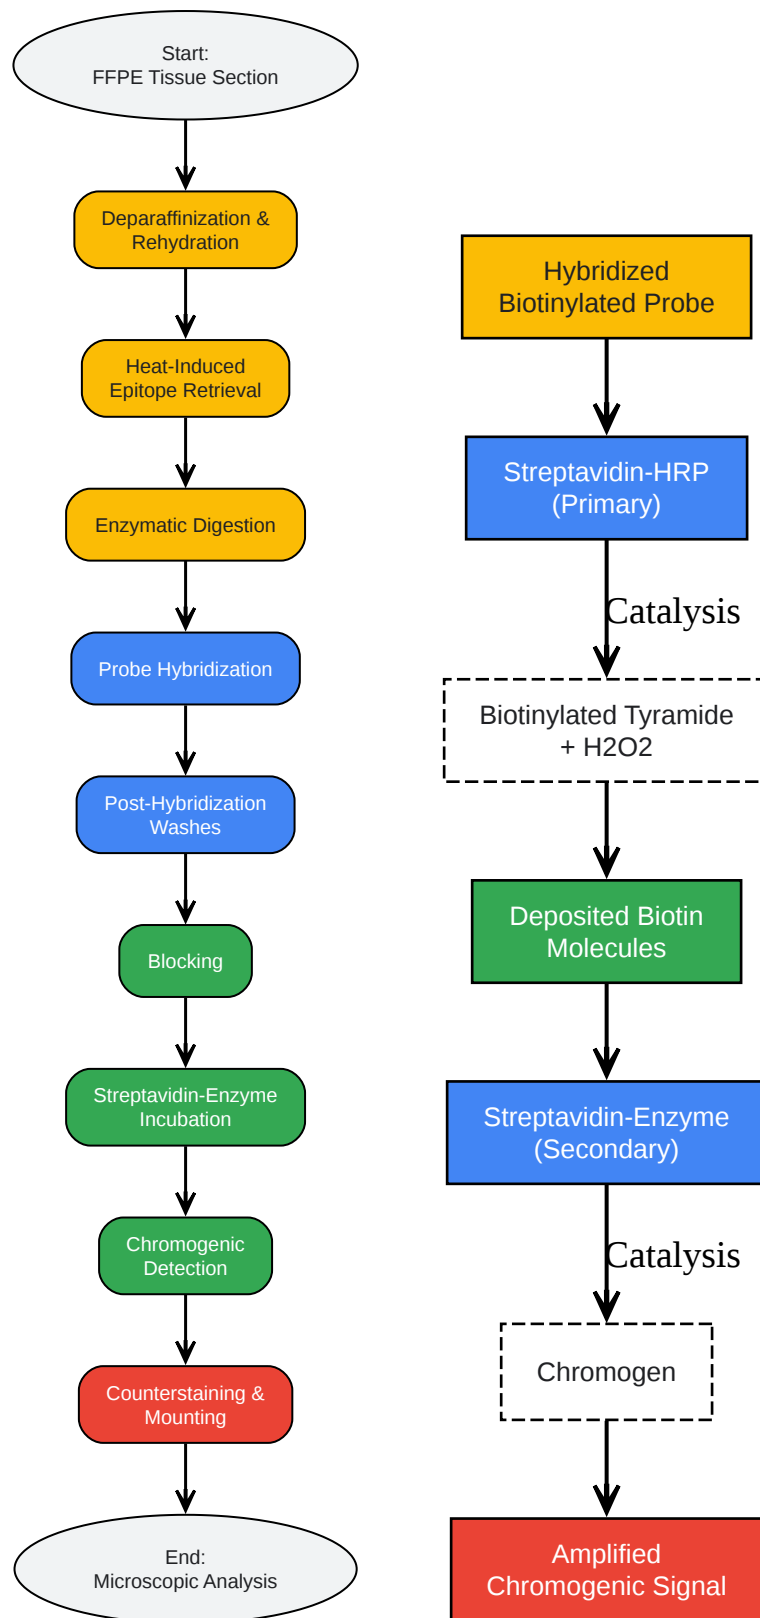 Start:
FFPE Tissue Section
Deparaffinization &
Rehydration
Heat-Induced
Epitope Retrieval
Enzymatic Digestion
Probe Hybridization
Post-Hybridization
Washes
Blocking
Streptavidin-Enzyme
Incubation
Chromogenic
Detection
Counterstaining &
Mounting
End:
Microscopic Analysis
Hybridized
Biotinylated Probe
Streptavidin-HRP
(Primary)
Catalysis
Biotinylated Tyramide
+ H2O2
Deposited Biotin
Molecules
Streptavidin-Enzyme
(Secondary)
Catalysis
Chromogen
Amplified
Chromogenic Signal